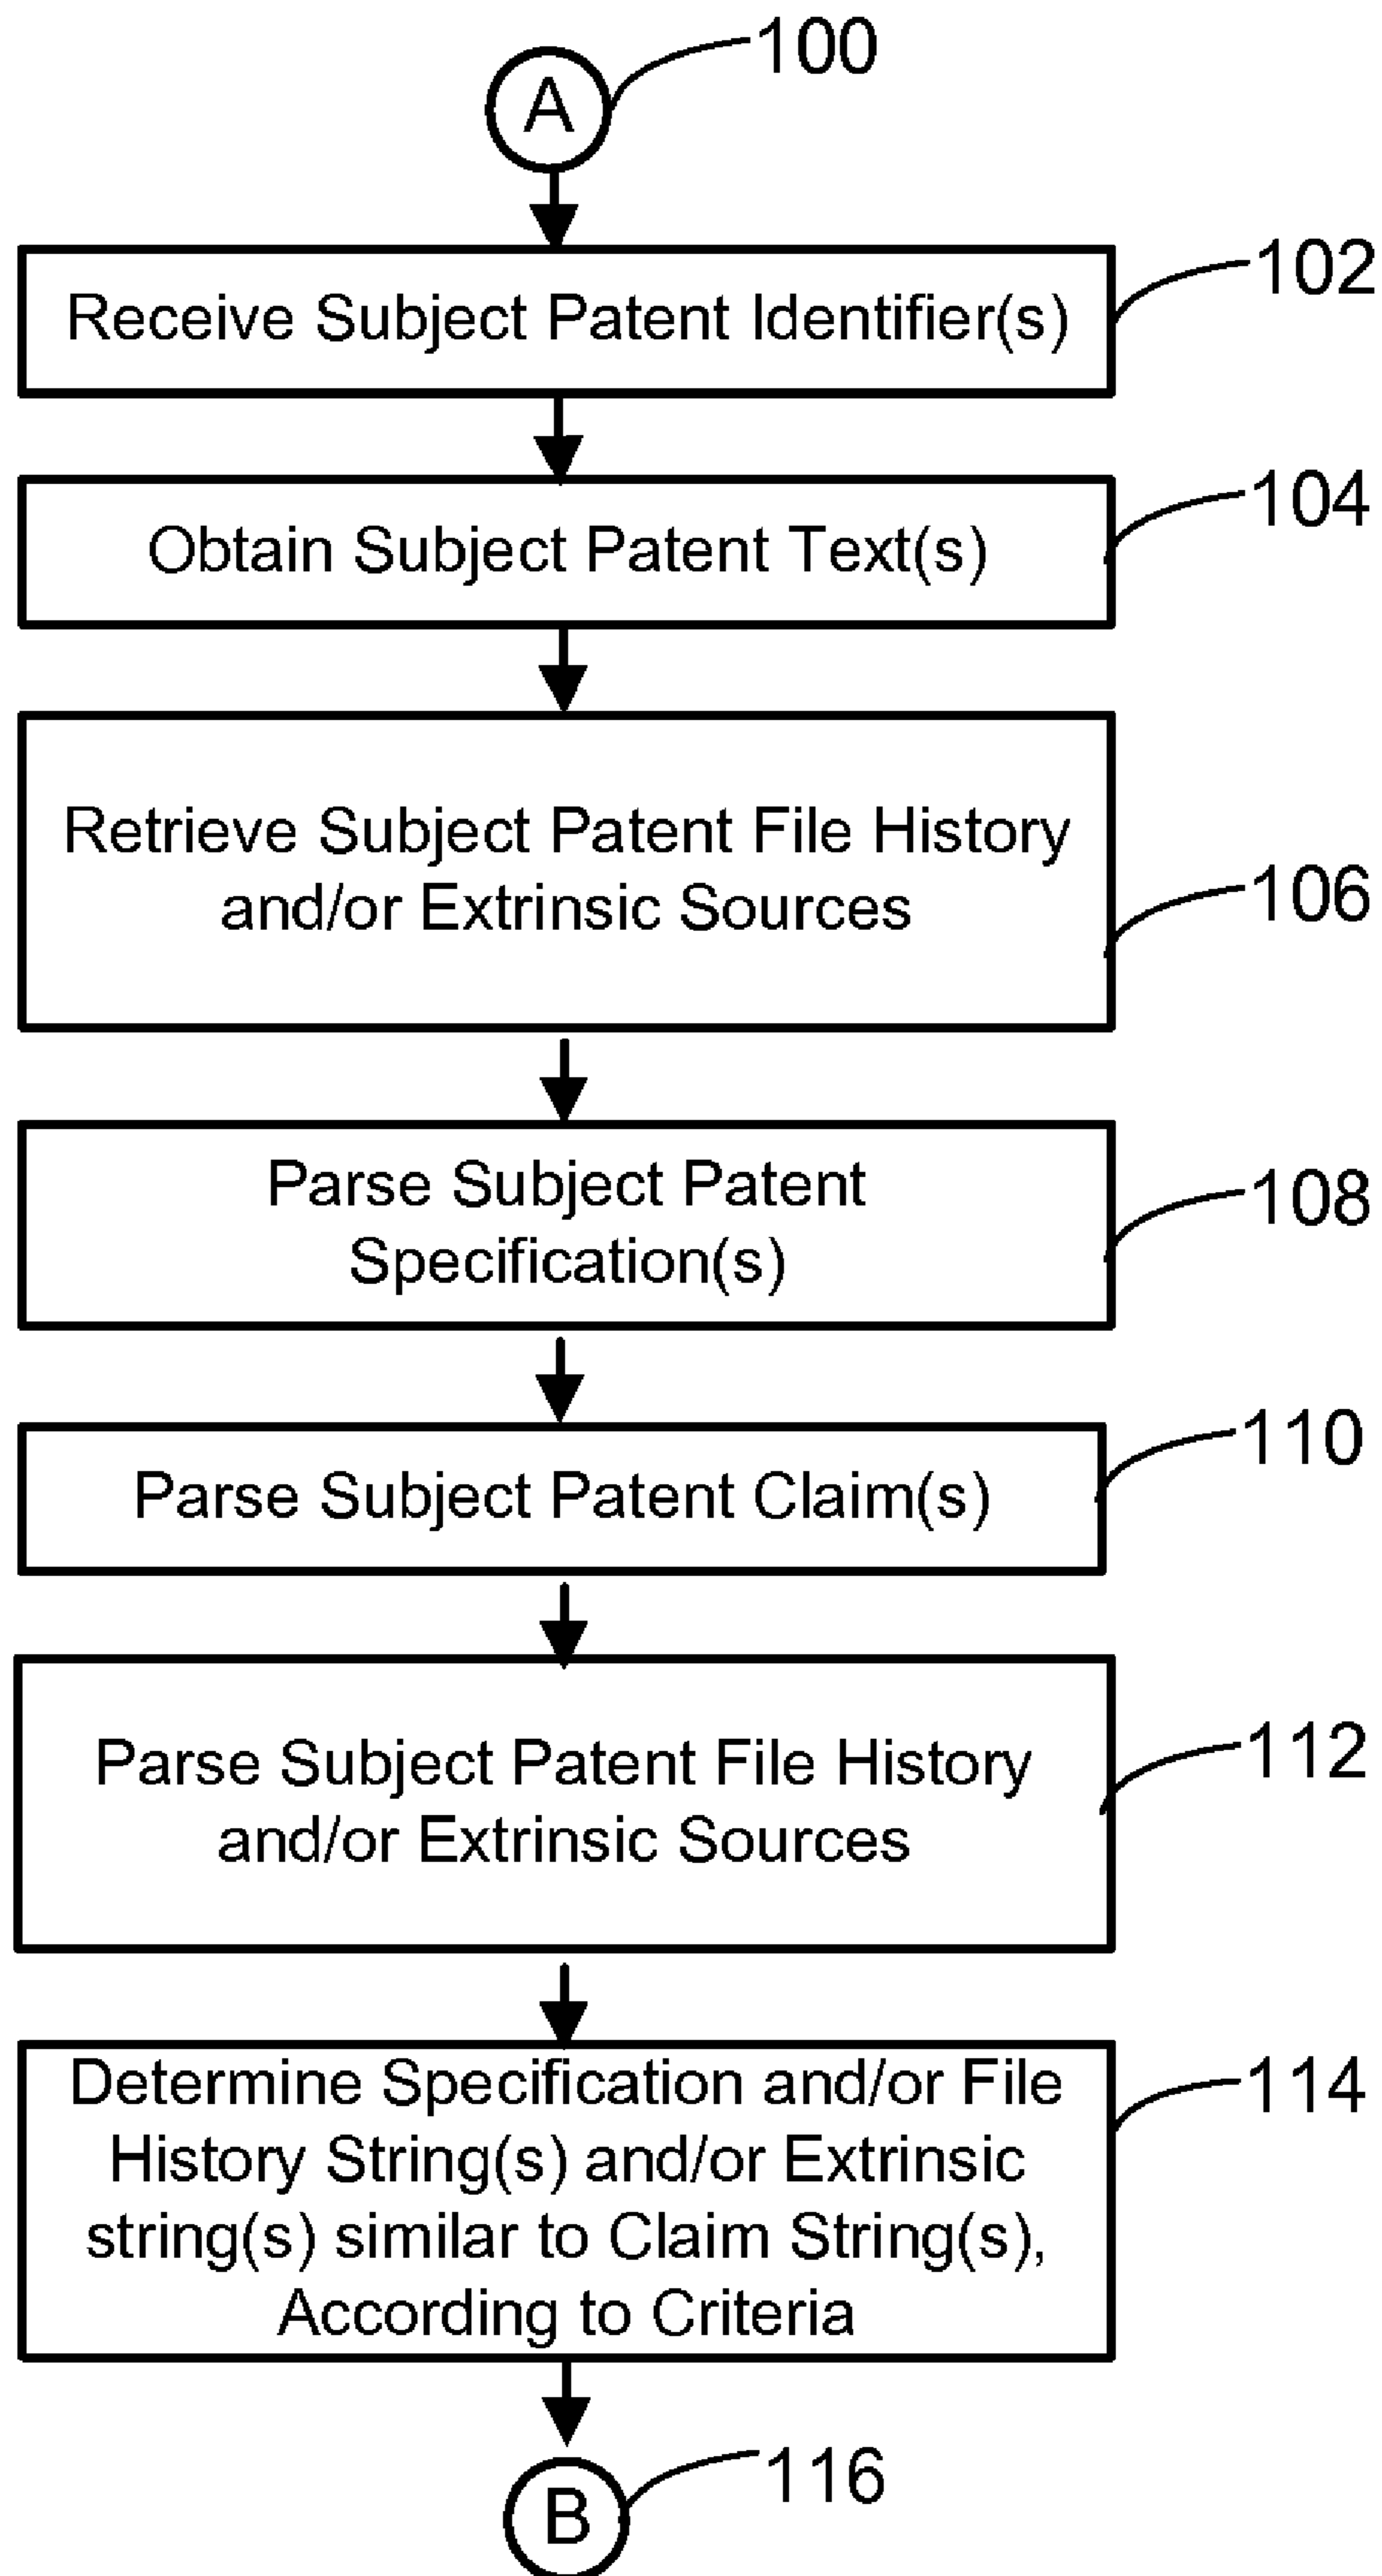 A
100
Receive Subject Patent Identifier(s)
102
Obtain Subject Patent Text(s)
104
Retrieve Subject Patent File History
and/or Extrinsic Sources
106
Parse Subject Patent
Specification(s)
108
Parse Subject Patent Claim(s)
110
Parse Subject Patent File History
and/or Extrinsic Sources
112
Determine Specification and/or File
History String(s) and/or Extrinsic
string(s) similar to Claim String(s),
According to Criteria
114
B
116